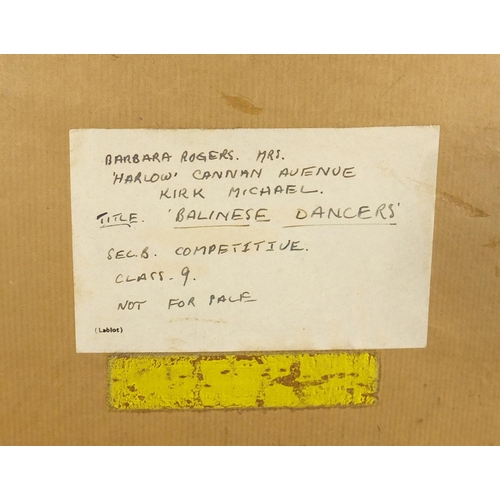 BARBARA ROGERS. MRS.
'HARLOW' CANNAN AVENUE
KIRK MICHAEL.
TITLE. 'BALINESE DANCERS'
SEC.B. COMPETITIVE.
CLASS. 9.
NOT FOR SALE
(Lablot)